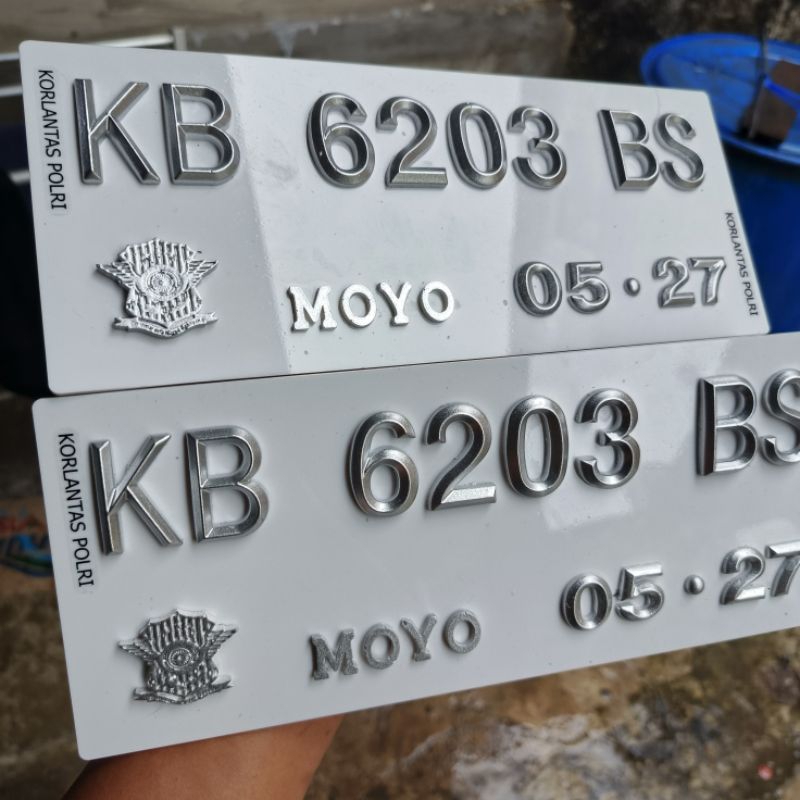 KORLANTAS POLRI
KB 6203 BS
KORLANTAS POLRI
MOYO
05·27
KORLANTAS POLRI
KB 6203 BS
MOYO
05·27